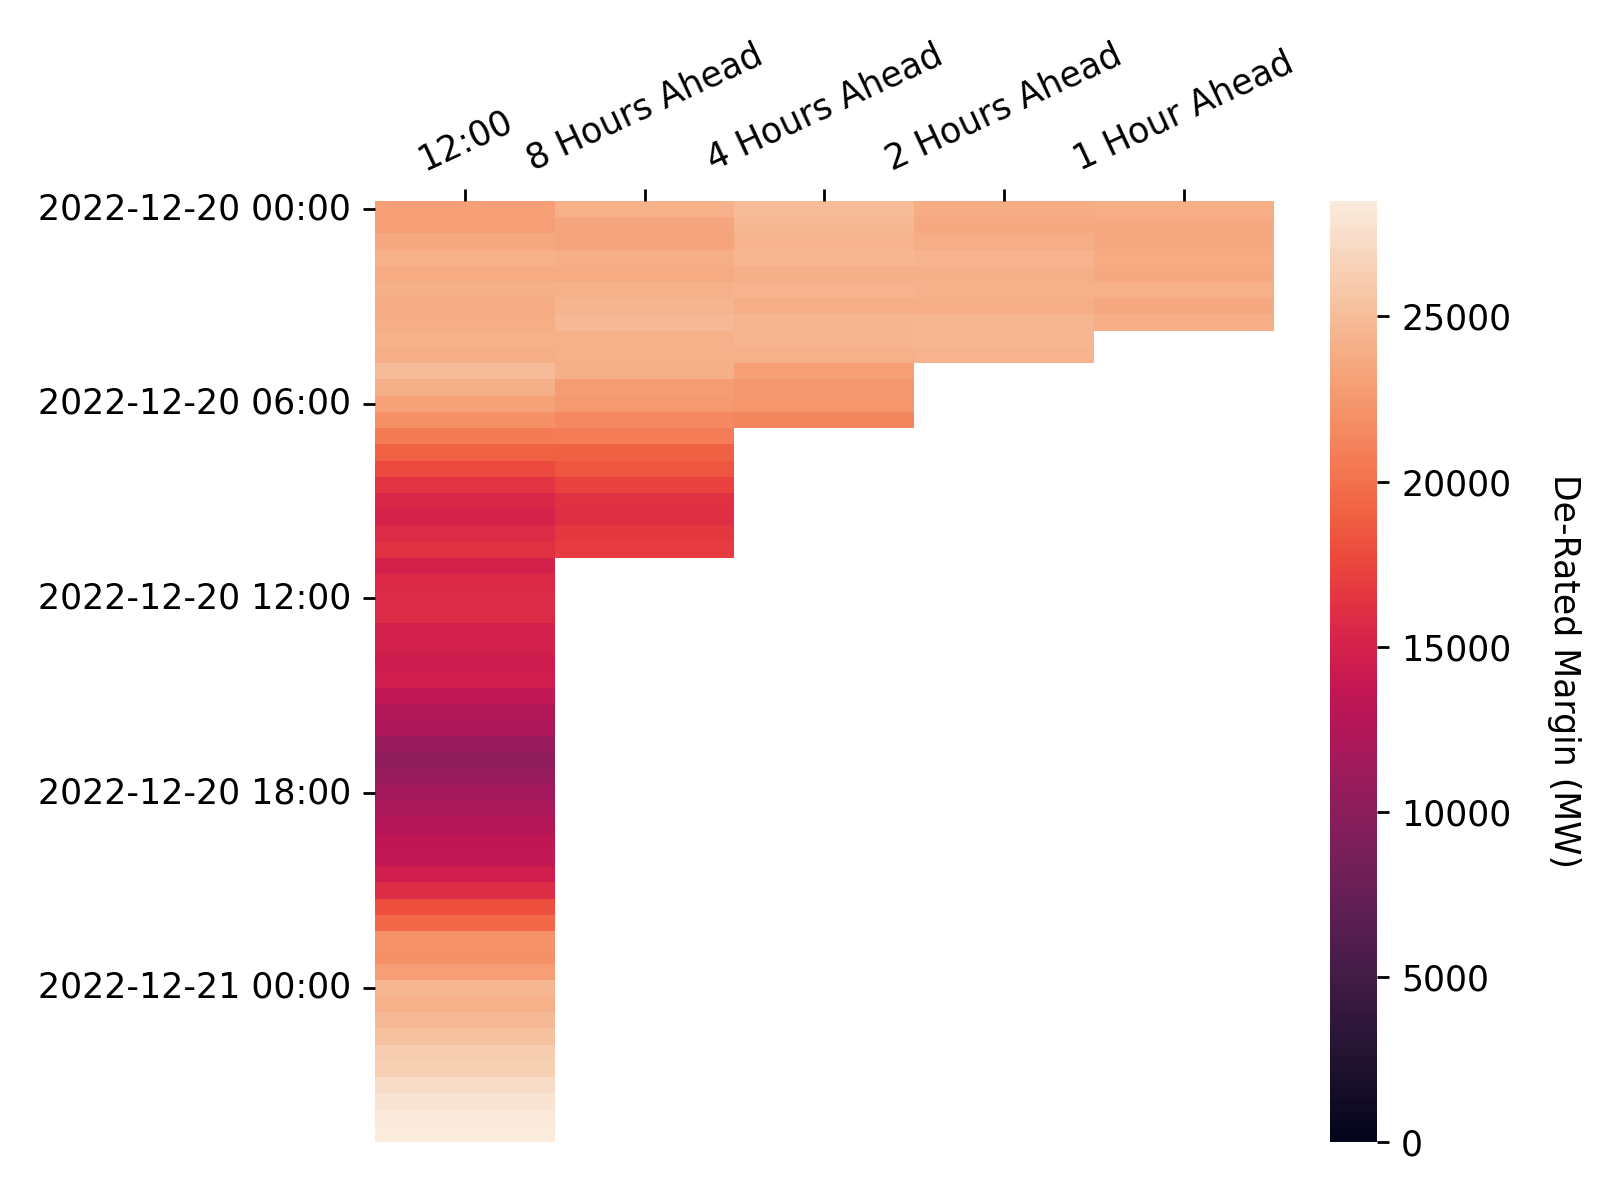 12:00
8 Hours Ahead
4 Hours Ahead
2 Hours Ahead
1 Hour Ahead
2022-12-20 00:00
2022-12-20 06:00
2022-12-20 12:00
2022-12-20 18:00
2022-12-21 00:00
25000
20000
15000
10000
5000
0
De-Rated Margin (MW)